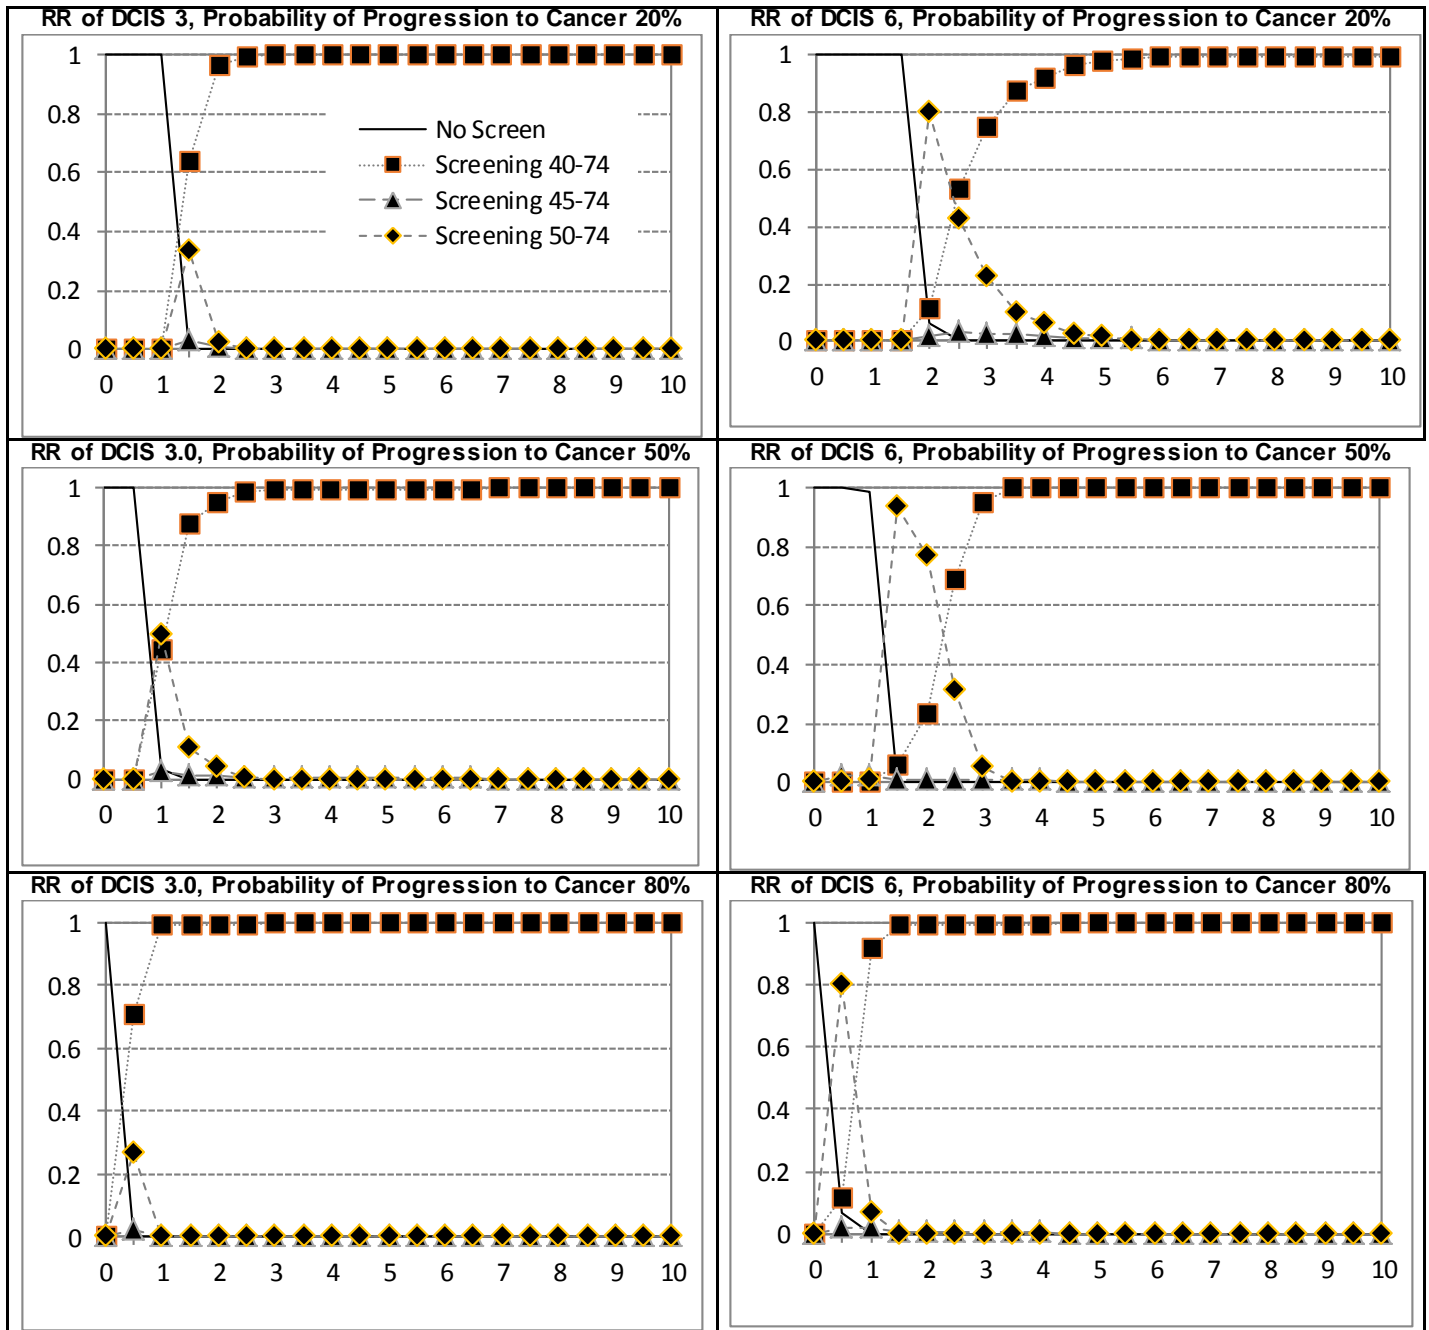 RR of DCIS 3, Probability of Progression to Cancer 20%
1
0.8
0.6
0.4
0.2
0
0 1 2 3 4 5 6 7 8 9 10
No Screen
Screening 40-74
Screening 45-74
Screening 50-74
RR of DCIS 6, Probability of Progression to Cancer 20%
1
0.8
0.6
0.4
0.2
0
0 1 2 3 4 5 6 7 8 9 10
RR of DCIS 3.0, Probability of Progression to Cancer 50%
1
0.8
0.6
0.4
0.2
0
0 1 2 3 4 5 6 7 8 9 10
RR of DCIS 6, Probability of Progression to Cancer 50%
1
0.8
0.6
0.4
0.2
0
0 1 2 3 4 5 6 7 8 9 10
RR of DCIS 3.0, Probability of Progression to Cancer 80%
1
0.8
0.6
0.4
0.2
0
0 1 2 3 4 5 6 7 8 9 10
RR of DCIS 6, Probability of Progression to Cancer 80%
1
0.8
0.6
0.4
0.2
0
0 1 2 3 4 5 6 7 8 9 10